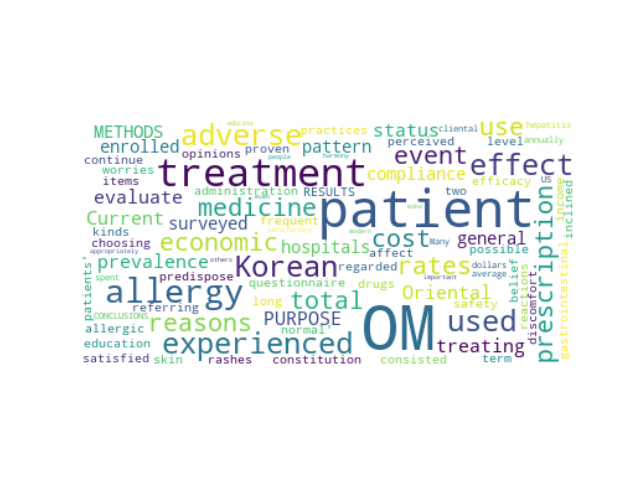 educate
METHODS adverse practices status cliental use hepatitis
enrolled opinions proven pattern perceived level annually
continue people harmony event effect
worries treatment compliance
items administration RESULTS efficacy US
evaluate medicine even patient two
Current surveyed frequent make
kinds economic satisfactory cost Many general
choosing hospitals modern affect possible
appropriately prevalence Korean regarded rates dollars
predispose others important average
spent questionnaire drugs
allergy long total Oriental safety
referring
CONCLUSIONS reasons PURPOSE OM used
allergic normal
education experienced treating
satisfied skin rashes constitution consisted term
patients'
prescription
income
inclined
gastrointestinal
belief
reactions
discomfort